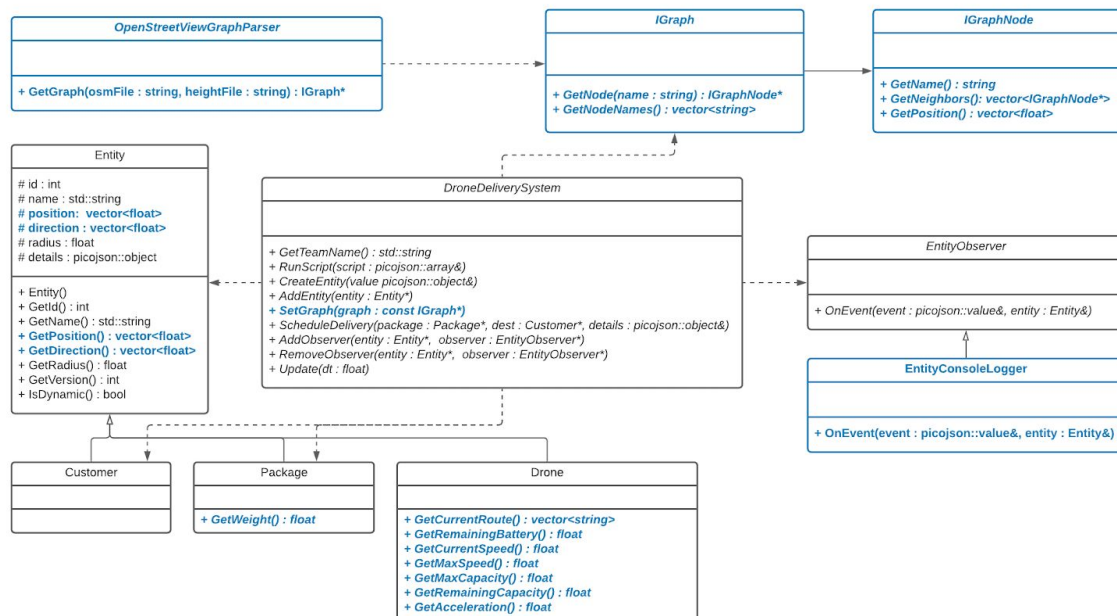 OpenStreetViewGraphParser
+ GetGraph(osmFile : string, heightFile : string) : IGraph*
IGraph
+ GetNode(name : string) : IGraphNode*
+ GetNodeNames() : vector<string>
IGraphNode
+ GetName() : string
+ GetNeighbors(): vector<IGraphNode*>
+ GetPosition() : vector<float>
Entity
# id : int
# name : std::string
# position: vector<float>
# direction : vector<float>
# radius : float
# details : picojson::object
+ Entity()
+ GetId() : int
+ GetName() : std::string
+ GetPosition() : vector<float>
+ GetDirection() : vector<float>
+ GetRadius() : float
+ GetVersion() : int
+ IsDynamic() : bool
DroneDeliverySystem
+ GetTeamName() : std::string
+ RunScript(script : picojson::array&)
+ CreateEntity(value picojson::object&)
+ AddEntity(entity : Entity*)
+ SetGraph(graph : const IGraph*)
+ ScheduleDelivery(package : Package*, dest : Customer*, details : picojson::object&)
+ AddObserver(entity : Entity*, observer : EntityObserver*)
+ RemoveObserver(entity : Entity*, observer : EntityObserver*)
+ Update(dt : float)
EntityObserver
+ OnEvent(event : picojson::value&, entity : Entity&)
EntityConsoleLogger
+ OnEvent(event : picojson::value&, entity : Entity&)
Customer
Package
+ GetWeight() : float
Drone
+ GetCurrentRoute() : vector<string>
+ GetRemainingBattery() : float
+ GetCurrentSpeed() : float
+ GetMaxSpeed() : float
+ GetMaxCapacity() : float
+ GetRemainingCapacity() : float
+ GetAcceleration() : float